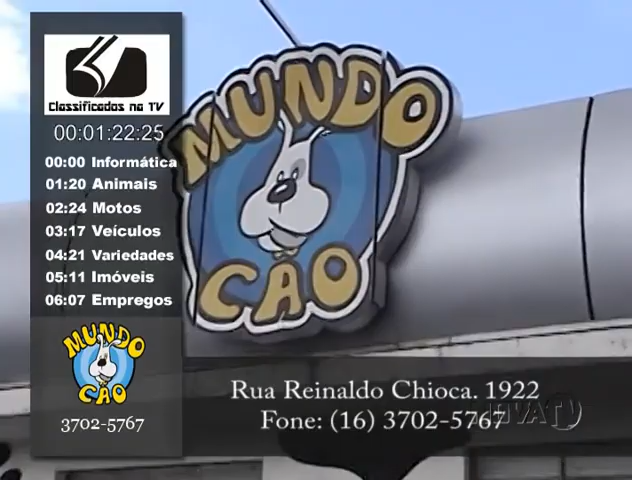 Classificados na TV
00:01:22:25
00:00 Informática
01:20 Animais
02:24 Motos
03:17 Veículos
04:21 Variedades
05:11 Imóveis
06:07 Empregos
MUNDO
CÃO
3702-5767
MUNDO
CÃO
Rua Reinaldo Chioca. 1922
Fone: (16) 3702-5767